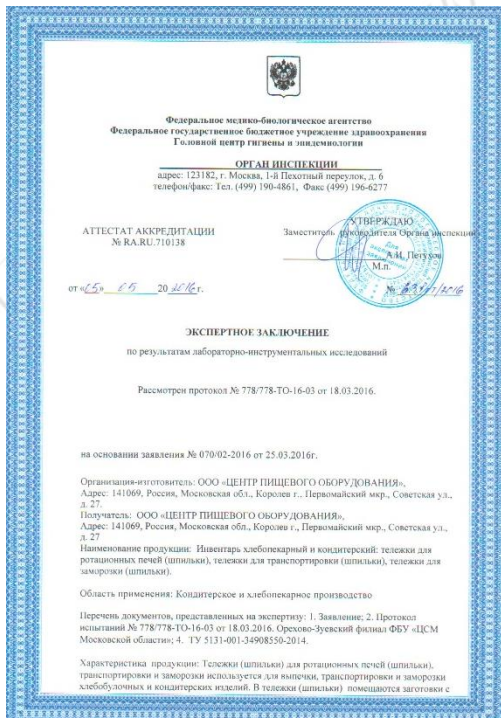 Федеральное медико-биологическое агентство
Федеральное государственное бюджетное учреждение здравоохранения
Головной центр гигиены и эпидемиологии
ОРГАН ИНСПЕКЦИИ
адрес: 123182, г. Москва, 1-й Пехотный переулок, д. 6
телефон/факс: Тел. (499) 190-4861, Факс (499) 196-6277
АТТЕСТАТ АККРЕДИТАЦИИ
№ RA.RU.710138
УТВЕРЖДАЮ
Заместитель руководителя Органа инспекции
А.И. Петухов
М.п.
от «05» 05 2016г.
№
ЭКСПЕРТНОЕ ЗАКЛЮЧЕНИЕ
по результатам лабораторно-инструментальных исследований
Рассмотрен протокол № 778/778-ТО-16-03 от 18.03.2016.
на основании заявления № 070/02-2016 от 25.03.2016г.
Организация-изготовитель: ООО «ЦЕНТР ПИЩЕВОГО ОБОРУДОВАНИЯ»,
Адрес: 141069, Россия, Московская обл., Королев г., Первомайский мкр., Советская ул.,
д. 27.
Получатель: ООО «ЦЕНТР ПИЩЕВОГО ОБОРУДОВАНИЯ»,
Адрес: 141069, Россия, Московская обл., Королев г., Первомайский мкр., Советская ул.,
д. 27
Наименование продукции: Инвентарь хлебопекарный и кондитерский: тележки для
ротационных печей (шпильки), тележки для транспортировки (шпильки), тележки для
заморозки (шпильки).
Область применения: Кондитерское и хлебопекарное производство
Перечень документов, представленных на экспертизу: 1. Заявление; 2. Протокол
испытаний № 778/778-ТО-16-03 от 18.03.2016. Орехово-Зуевский филиал ФБУ «ЦСМ
Московской области»; 4. ТУ 5131-001-34908550-2014.
Характеристика продукции: Тележки (шпильки) для ротационных печей (шпильки),
транспортировки и заморозки используется для выпечки, транспортировки и заморозки
хлебобулочных и кондитерских изделий. В тележки (шпильки) помещаются заготовки с